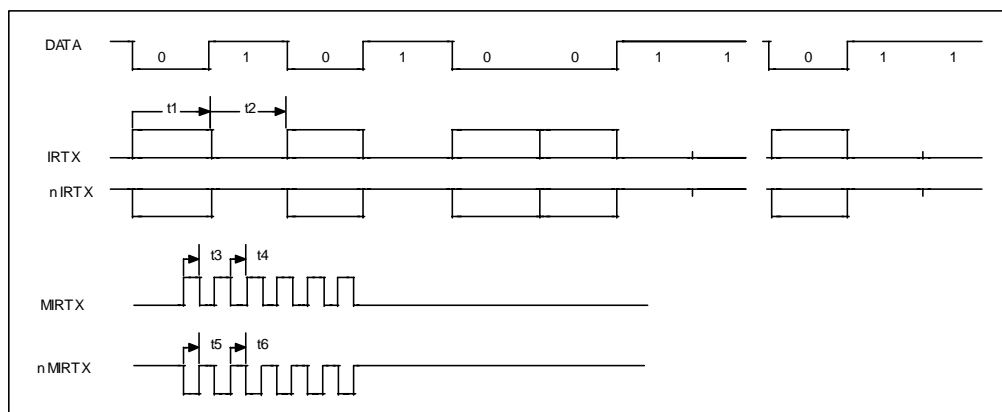 DATA
0 1 0 1 0 0 1 1 0 1 1
t1 t2
IRTX
n IRTX
t3 t4
MIRTX
t5 t6
nMIRTX